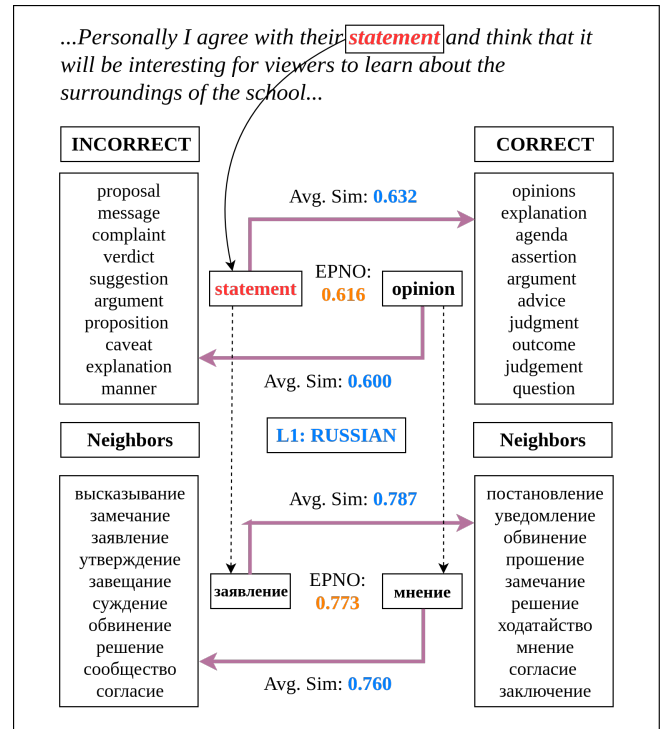 ...Personally I agree with their statement and think that it
will be interesting for viewers to learn about the
surroundings of the school...
INCORRECT
CORRECT
proposal
message
complaint
verdict
suggestion
argument
proposition
caveat
explanation
manner
Avg. Sim: 0.632
statement
EPNO:
0.616
opinion
Avg. Sim: 0.600
opinions
explanation
agenda
assertion
argument
advice
judgment
outcome
judgement
question
L1: RUSSIAN
Neighbors
Neighbors
высказывание
замечание
заявление
утверждение
завещание
суждение
обвинение
решение
сообщество
согласие
Avg. Sim: 0.787
заявление
EPNO:
0.773
мнение
Avg. Sim: 0.760
постановление
уведомление
обвинение
прошение
замечание
решение
ходатайство
мнение
согласие
заключение